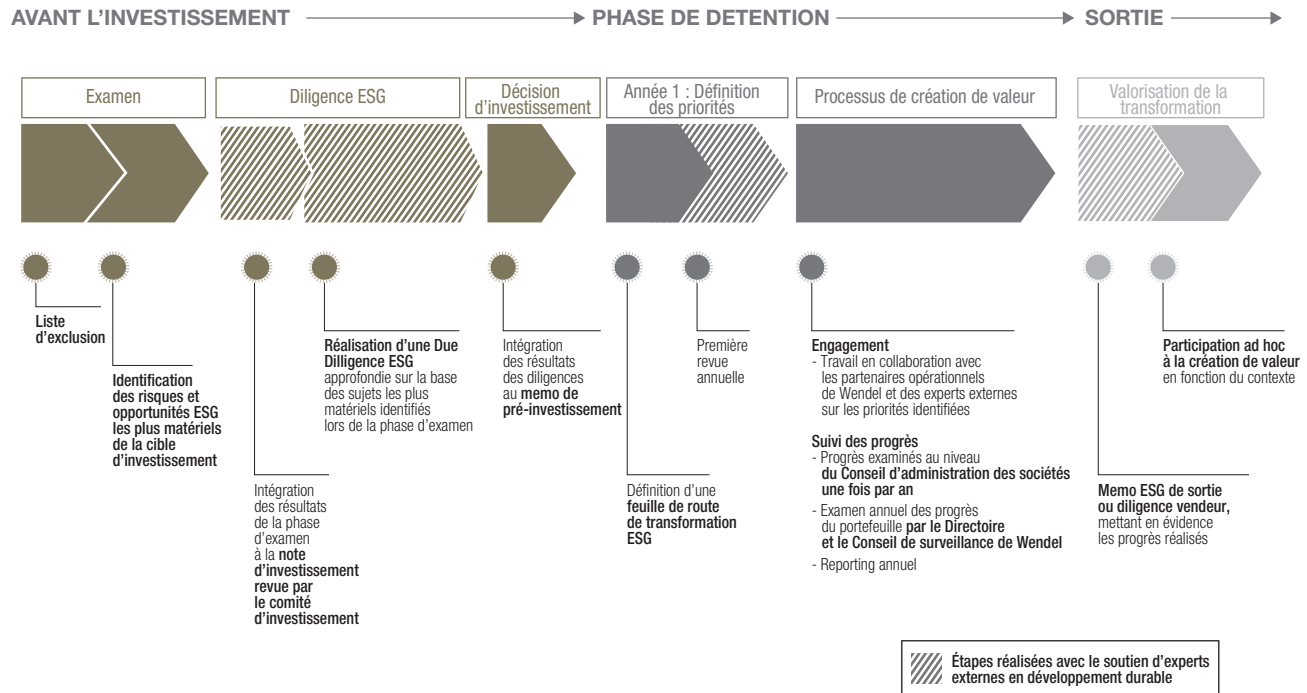 AVANT L'INVESTISSEMENT
PHASE DE DETENTION
SORTIE
Examen
Diligence ESG
Décision
d'investissement
Année 1 : Définition
des priorités
Processus de création de valeur
Valorisation de la
transformation
Liste
d'exclusion
Identification
des risques et
opportunités ESG
les plus matériels
de la cible
d'investissement
Intégration
des résultats
de la phase
d'examen
à la note
d'investissement
revue par
le comité
d'investissement
Réalisation d'une Due
Dilligence ESG
approfondie sur la base
des sujets les plus
matériels identifiés
lors de la phase d'examen
Intégration
des résultats
des diligences
au memo de
pré-investissement
Définition d'une
feuille de route
de transformation
ESG
Première
revue
annuelle
Engagement
- Travail en collaboration avec
les partenaires opérationnels
de Wendel et des experts externes
sur les priorités identifiées
Suivi des progrès
- Progrès examinés au niveau
du Conseil d'administration des sociétés
une fois par an
- Examen annuel des progrès
du portefeuille par le Directoire
et le Conseil de surveillance de Wendel
- Reporting annuel
Memo ESG de sortie
ou diligence vendeur,
mettant en évidence
les progrès réalisés
Participation ad hoc
à la création de valeur
en fonction du contexte
Étapes réalisées avec le soutien d'experts
externes en développement durable